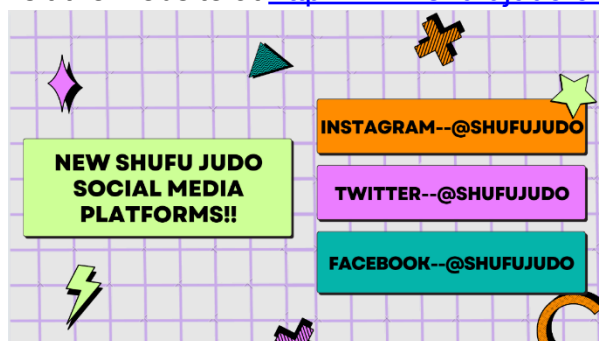 NEW SHUFU JUDO
SOCIAL MEDIA
PLATFORMS!!
INSTAGRAM--@SHUFUJUDO
TWITTER--@SHUFUJUDO
FACEBOOK--@SHUFUJUDO